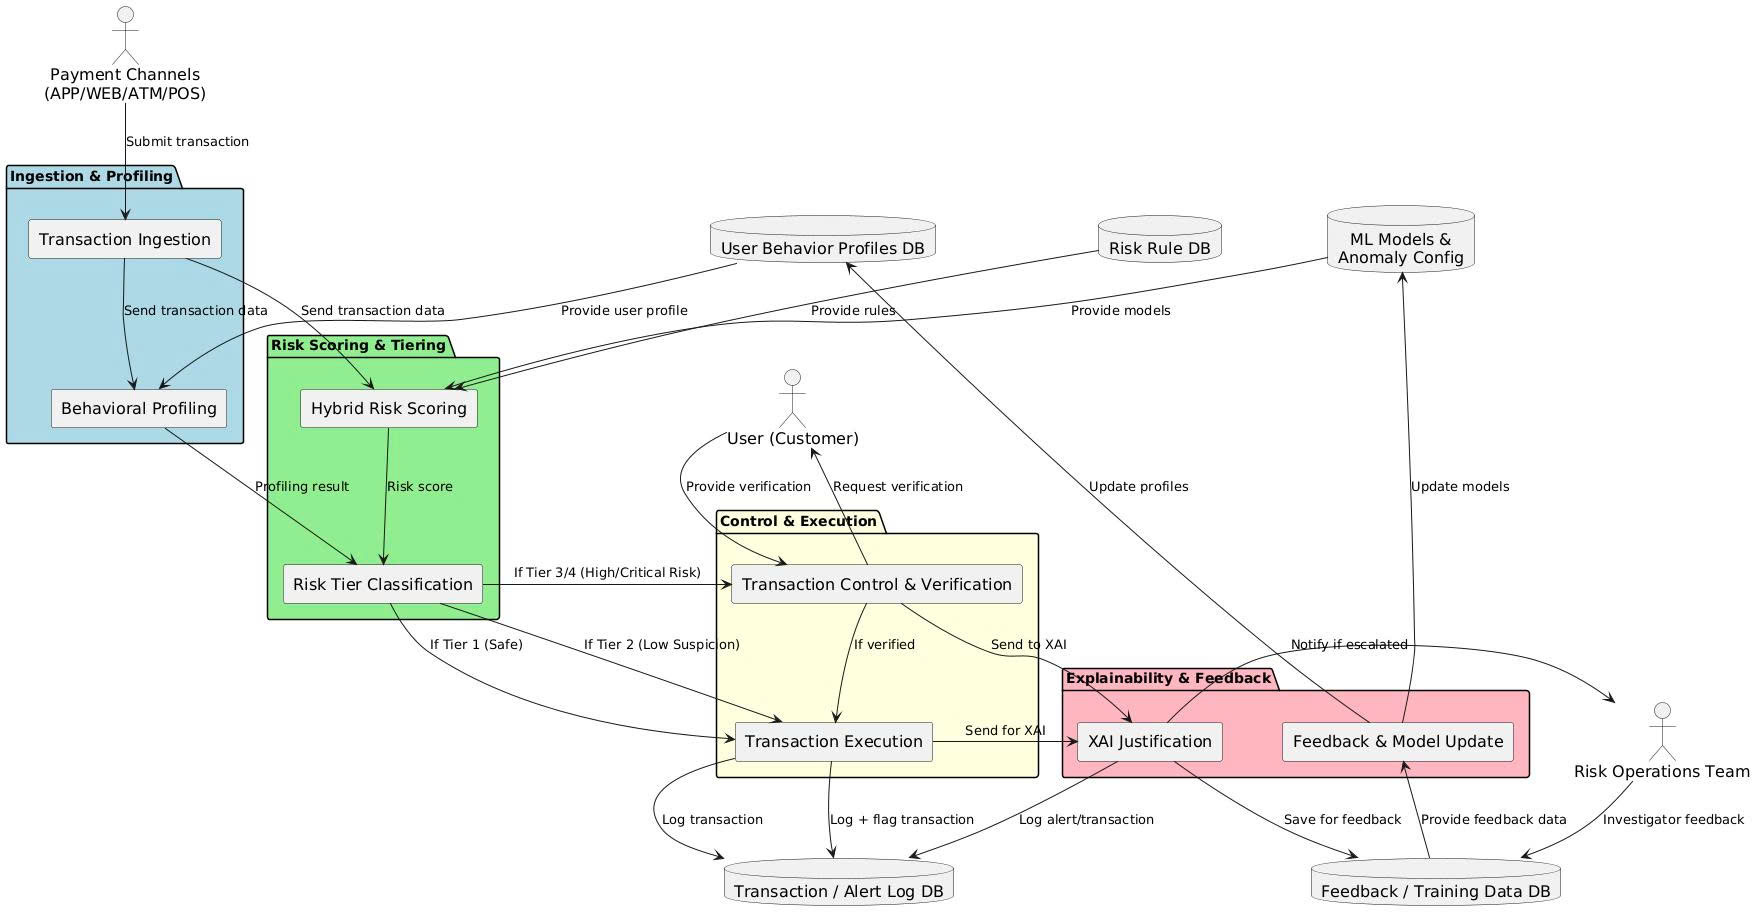 Payment Channels
(APP/WEB/ATM/POS)
Submit transaction
Ingestion & Profiling
Transaction Ingestion
User Behavior Profiles DB
Risk Rule DB
ML Models &
Anomaly Config
Send transaction data
Send transaction data
Provide user profile
Provide rules
Provide models
Risk Scoring & Tiering
Behavioral Profiling
Hybrid Risk Scoring
User (Customer)
Profiling result
Risk score
Provide verification
Request verification
Update profiles
Update models
Control & Execution
Risk Tier Classification
If Tier 3/4 (High/Critical Risk)
Transaction Control & Verification
If Tier 1 (Safe)
If Tier 2 (Low Suspicion)
If verified
Send to XAI
Notify if escalated
Explainability & Feedback
Transaction Execution
Send for XAI
XAI Justification
Feedback & Model Update
Risk Operations Team
Log transaction
Log + flag transaction
Log alert/transaction
Save for feedback
Provide feedback data
Investigator feedback
Transaction / Alert Log DB
Feedback / Training Data DB